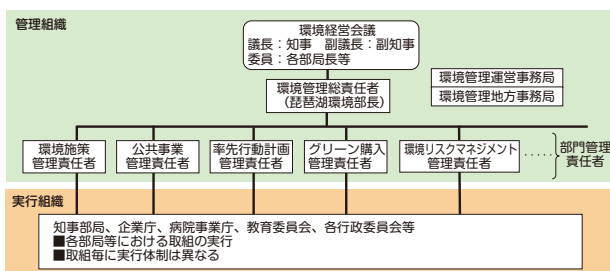 管理組織
環境経営会議
議長：知事　副議長：副知事
委員：各部局長等
環境管理総責任者
（琵琶湖環境部長）
環境管理運営事務局
環境管理地方事務局
環境施策
管理責任者
公共事業
管理責任者
率先行動計画
管理責任者
グリーン購入
管理責任者
環境リスクマネジメント
管理責任者
……
部門管理
責任者
実行組織
知事部局、企業庁、病院事業庁、教育委員会、各行政委員会等
■各部局等における取組の実行
■取組毎に実行体制は異なる